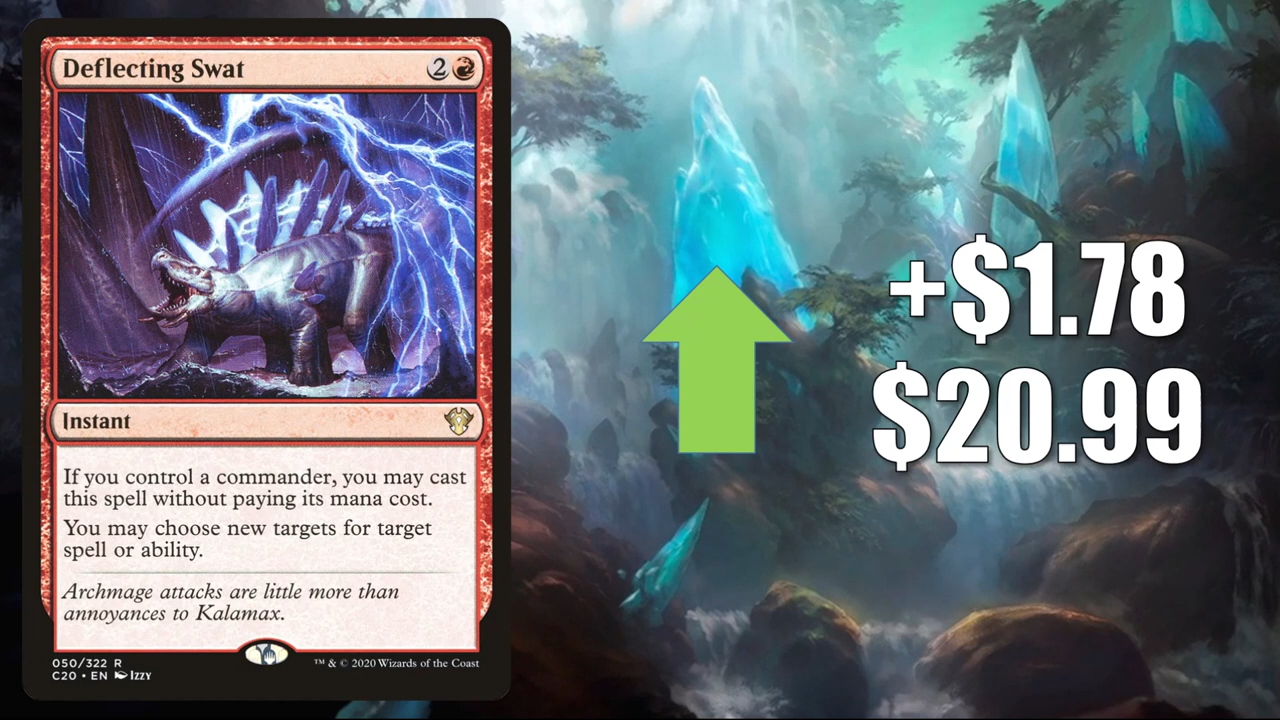 Deflecting Swat 2
Instant
If you control a commander, you may cast
this spell without paying its mana cost.
You may choose new targets for target
spell or ability.
Archmage attacks are little more than
annoyances to Kalamax.
050/322 R
C20 • EN Izzy
™ & © 2020 Wizards of the Coast
+$1.78
$20.99